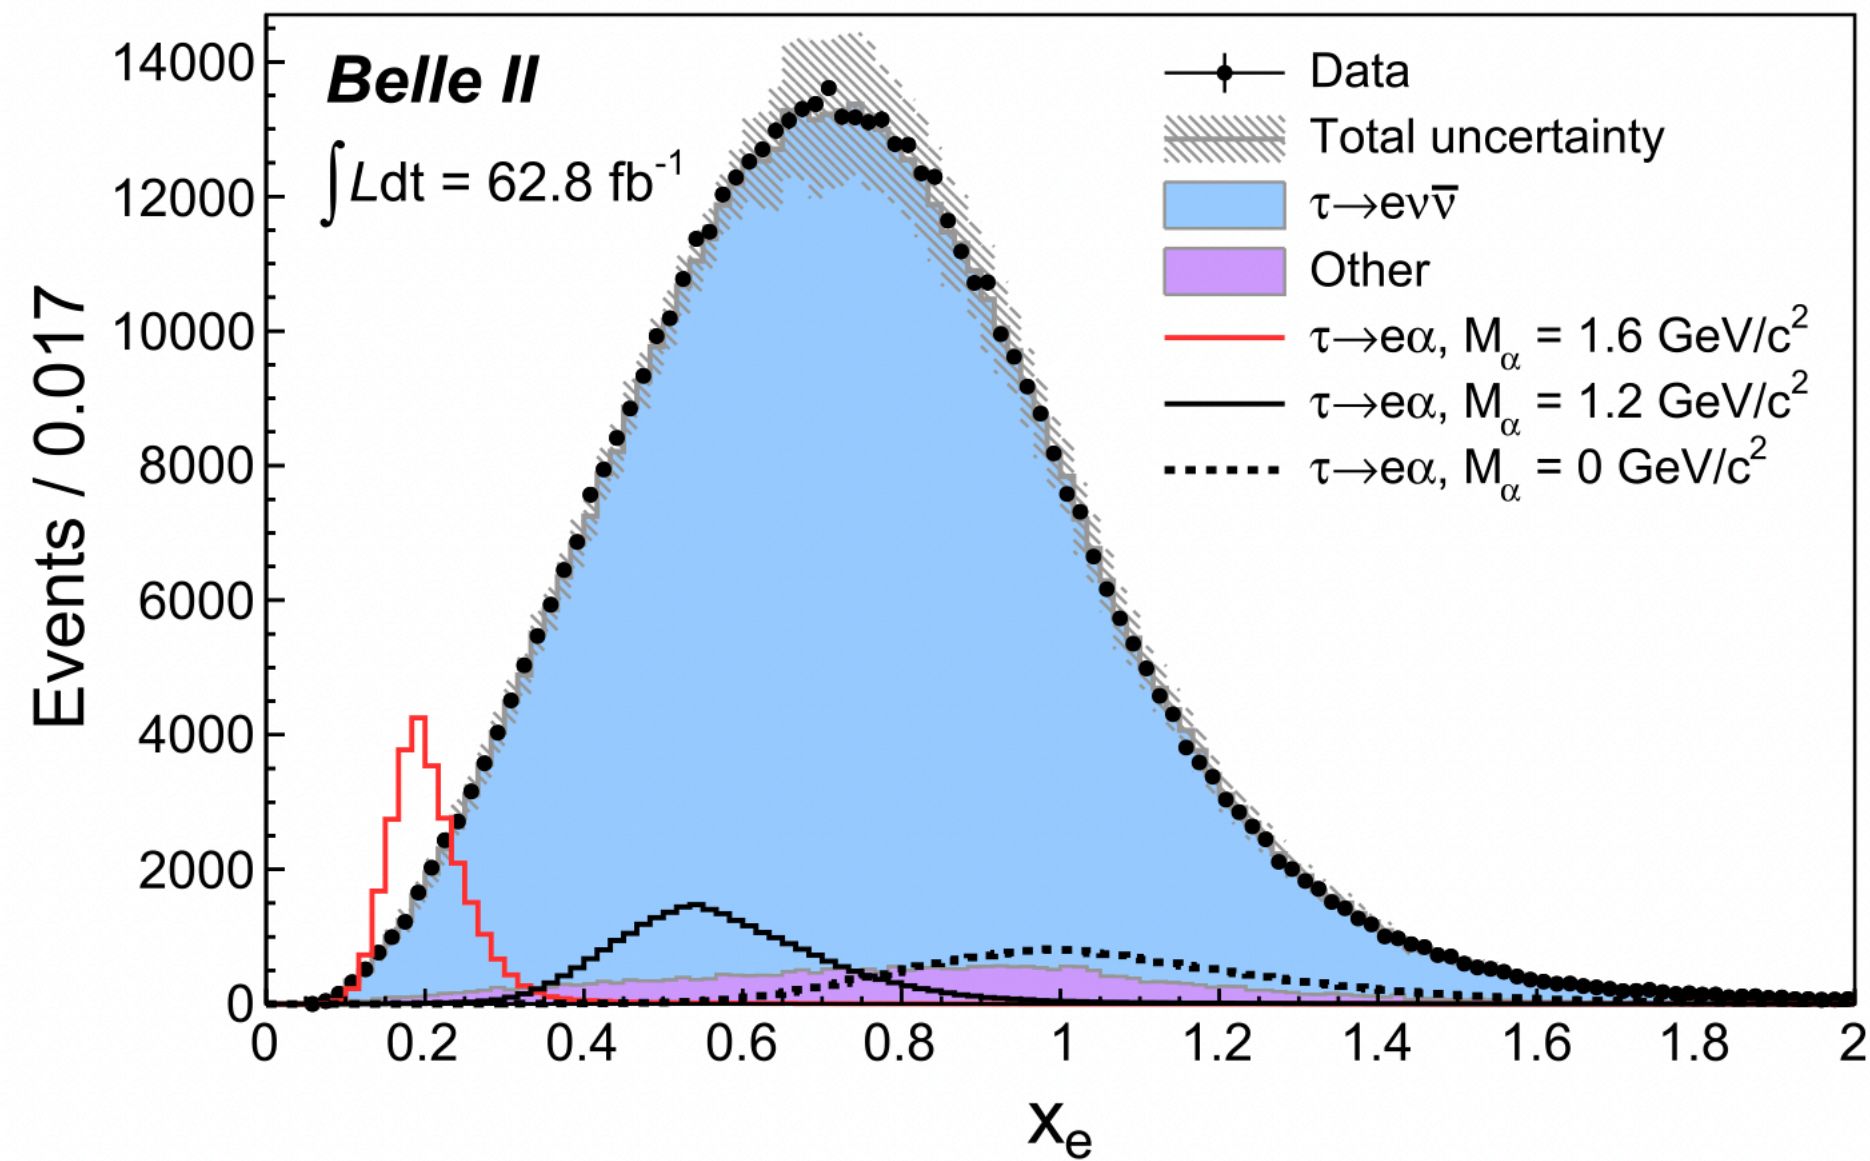 Belle II
∫Ldt = 62.8 fb⁻¹
Data
Total uncertainty
τ→eνν̅
Other
τ→eα, Mα = 1.6 GeV/c²
τ→eα, Mα = 1.2 GeV/c²
τ→eα, Mα = 0 GeV/c²
Events / 0.017
14000
12000
10000
8000
6000
4000
2000
0
0 0.2 0.4 0.6 0.8 1 1.2 1.4 1.6 1.8 2
xe